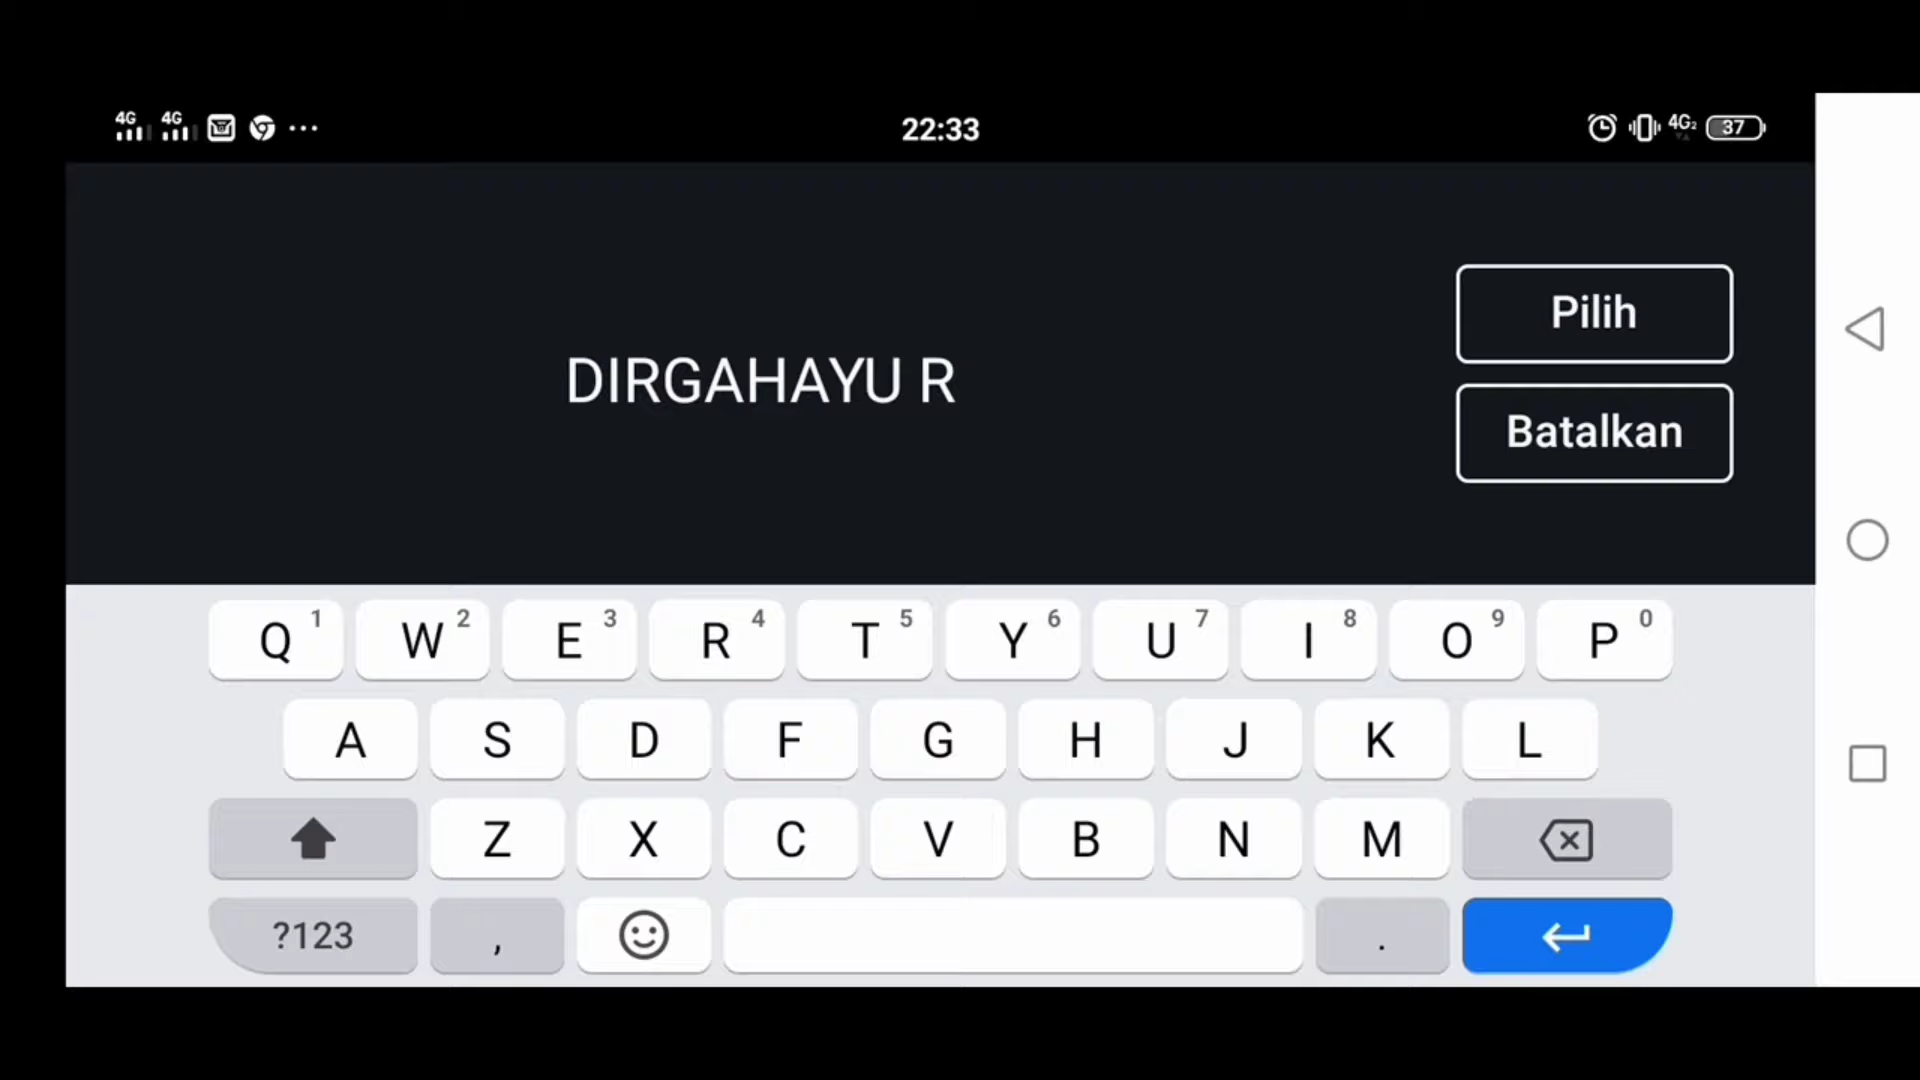 4G 4G 22:33 4G2 37
Pilih
DIRGAHAYU R
Batalkan
Q 1 W 2 E 3 R 4 T 5 Y 6 U 7 I 8 O 9 P 0
A S D F G H J K L
Z X C V B N M
?123 , .